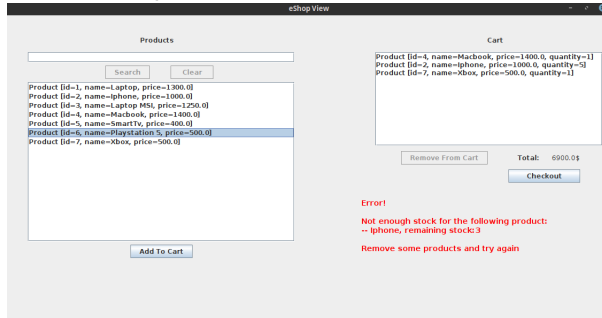 eShop View
Products
Search Clear
Product [id=1, name=Laptop, price=1300.0]
Product [id=2, name=Iphone, price=1000.0]
Product [id=3, name=Laptop MSI, price=1250.0]
Product [id=4, name=Macbook, price=1400.0]
Product [id=5, name=SmartTv, price=400.0]
Product [id=6, name=Playstation 5, price=500.0]
Product [id=7, name=Xbox, price=500.0]
Add To Cart
Cart
Product [id=4, name=Macbook, price=1400.0, quantity=1]
Product [id=2, name=Iphone, price=1000.0, quantity=5]
Product [id=7, name=Xbox, price=500.0, quantity=1]
Remove From Cart Total: 6900.0$
Checkout
Error!
Not enough stock for the following product:
-- Iphone, remaining stock:3
Remove some products and try again